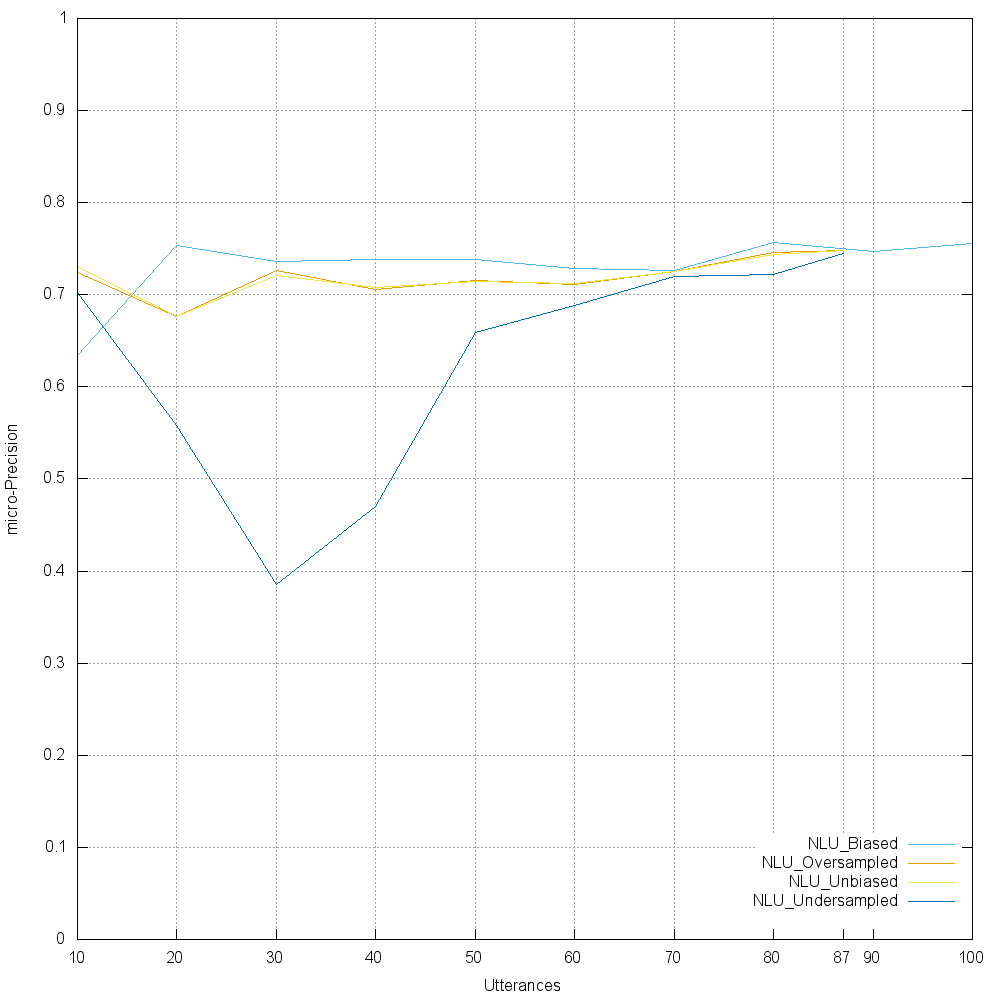 1
0.9
0.8
0.7
0.6
0.5
0.4
0.3
0.2
0.1
0
micro-Precision
NLU_Biased
NLU_Oversampled
NLU_Unbiased
NLU_Undersampled
10 20 30 40 50 60 70 80 87 90 100
Utterances